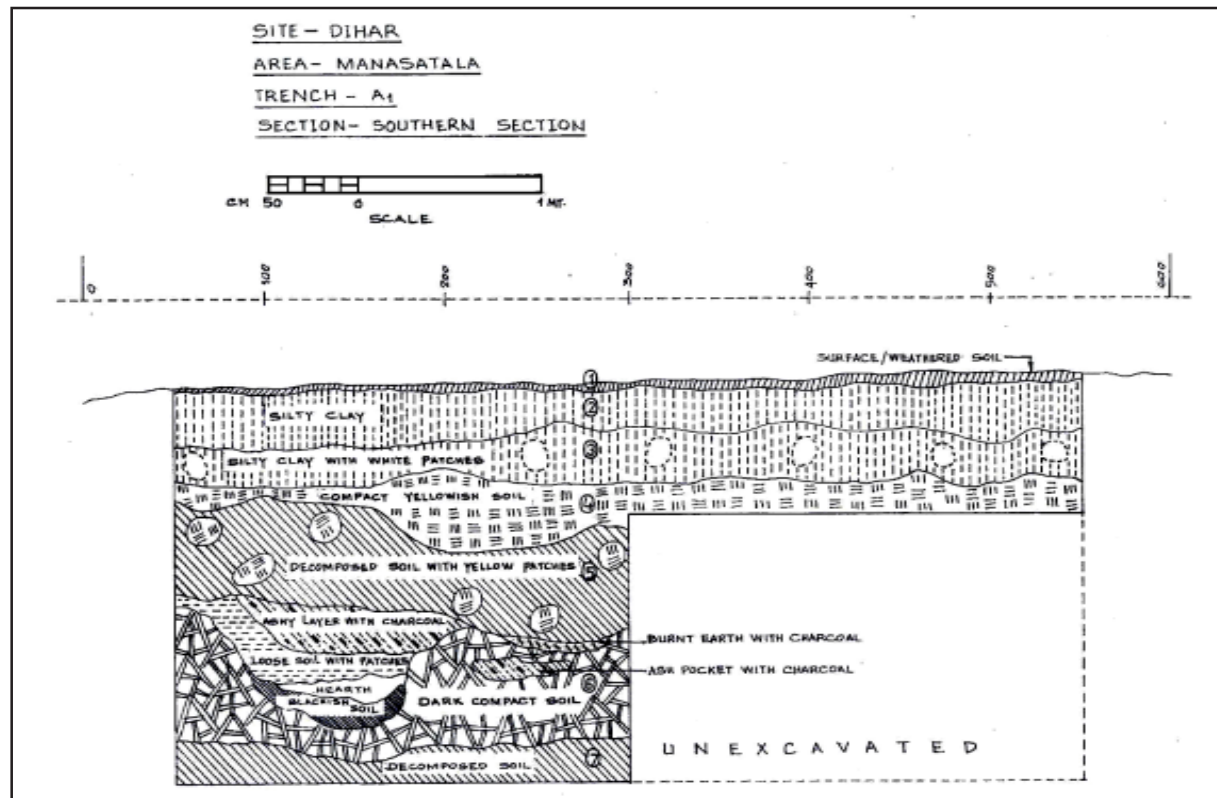 SITE - DIHAR
AREA - MANASATALA
TRENCH - A1
SECTION - SOUTHERN SECTION
CM 50 0 1 MT.
SCALE
0 100 200 300 400 500 600
SURFACE/WEATHERED SOIL
1
2
SILTY CLAY
3
SILTY CLAY WITH WHITE PATCHES
COMPACT YELLOWISH SOIL
4
DECOMPOSED SOIL WITH YELLOW PATCHES
5
ASHY LAYER WITH CHARCOAL
BURNT EARTH WITH CHARCOAL
LOOSE SOIL WITH PATCHES
ASH POCKET WITH CHARCOAL
6
HEARTH
BLACKISH SOIL
DARK COMPACT SOIL
UNEXCAVATED
7
DECOMPOSED SOIL